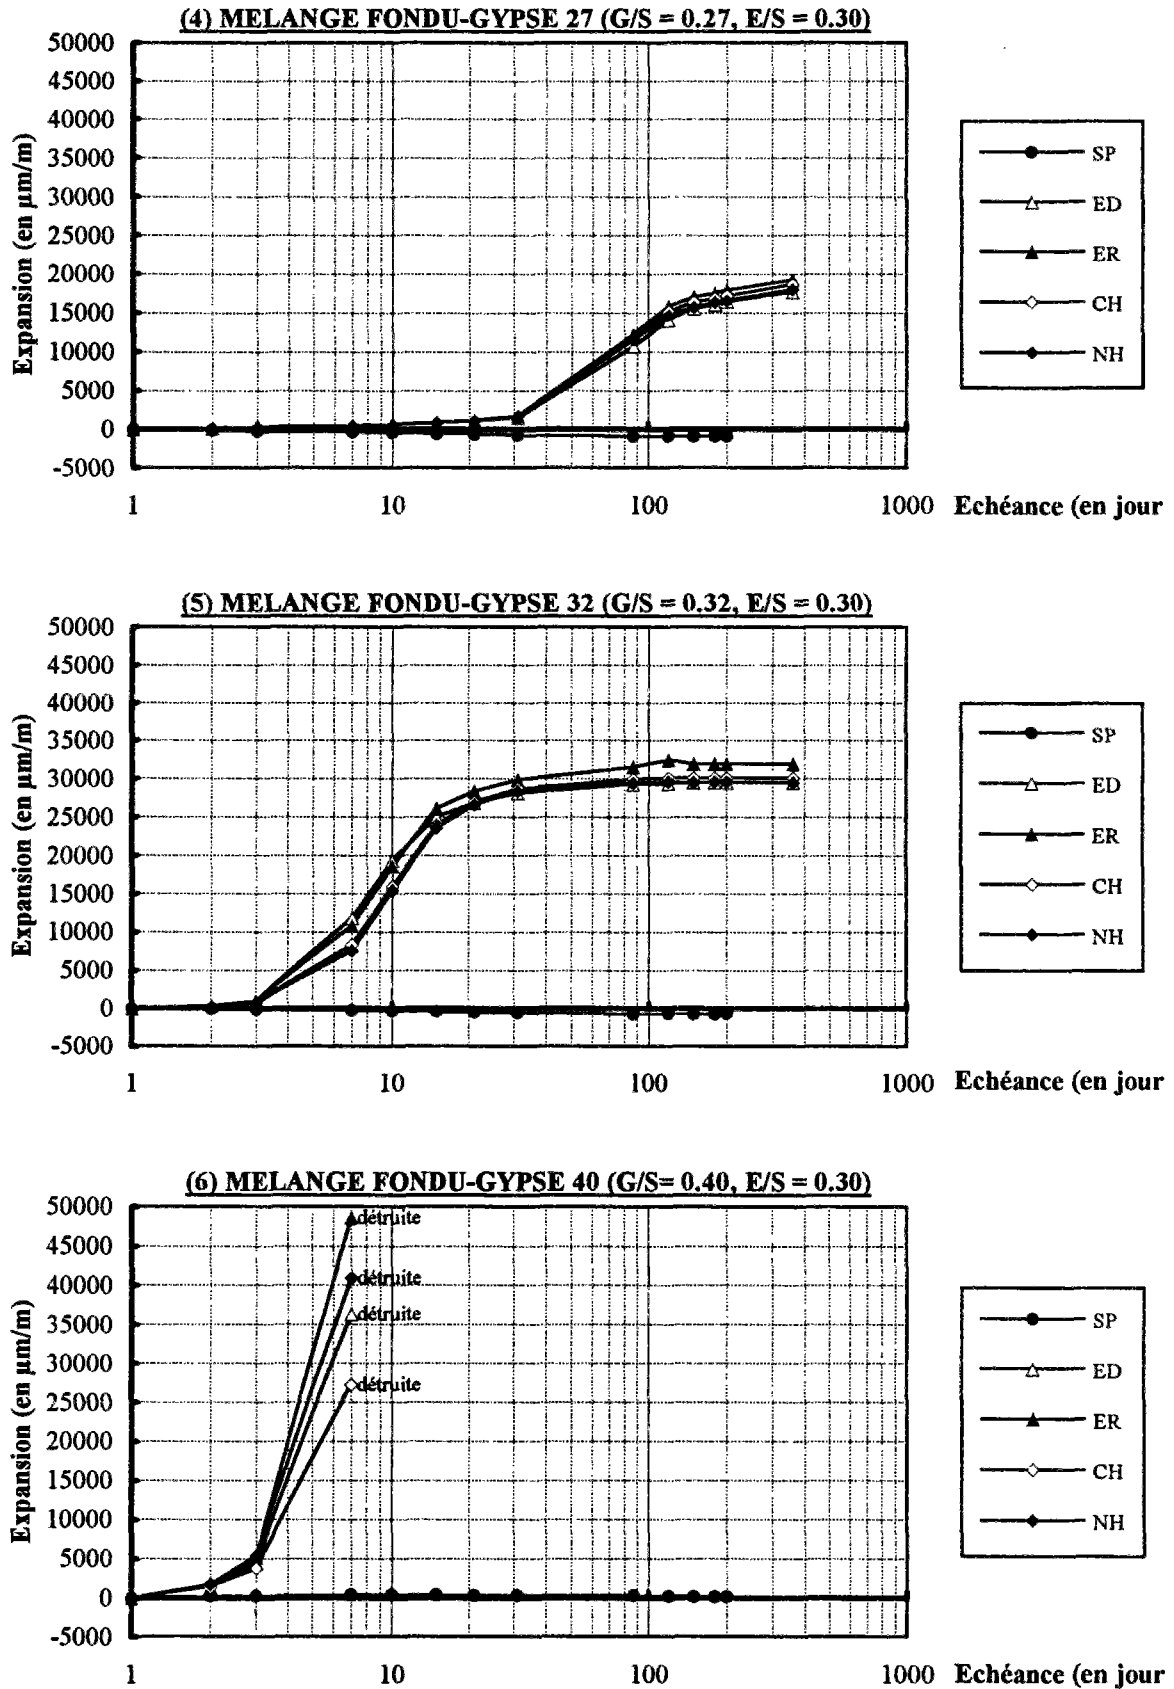 (4) MELANGE FONDU-GYPSE 27 (G/S = 0.27, E/S = 0.30)
50000
45000
40000
35000
30000
25000
20000
15000
10000
5000
0
-5000
Expansion (en µm/m)
1
10
100
1000
Echéance (en jour
SP
ED
ER
CH
NH
(5) MELANGE FONDU-GYPSE 32 (G/S = 0.32, E/S = 0.30)
50000
45000
40000
35000
30000
25000
20000
15000
10000
5000
0
-5000
Expansion (en µm/m)
1
10
100
1000
Echéance (en jour
SP
ED
ER
CH
NH
(6) MELANGE FONDU-GYPSE 40 (G/S= 0.40, E/S = 0.30)
50000
45000
40000
35000
30000
25000
20000
15000
10000
5000
0
-5000
Expansion (en µm/m)
détruite
détruite
détruite
détruite
1
10
100
1000
Echéance (en jour
SP
ED
ER
CH
NH